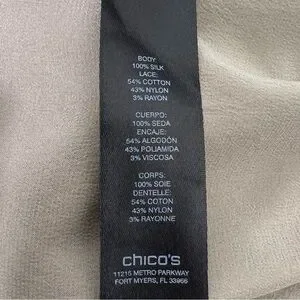 BODY
100% SILK
LACE:
54% COTTON
43% NYLON
3% RAYON
CUERPO:
100% SEDA
ENCAJE:
54% ALGODÓN
43% POLIAMIDA
3% VISCOSA
CORPS:
100% SOIE
DENTELLE:
54% COTON
43% NYLON
3% RAYONNE
chico's
11215 METRO PARKWAY
FORT MYERS, FL 33966